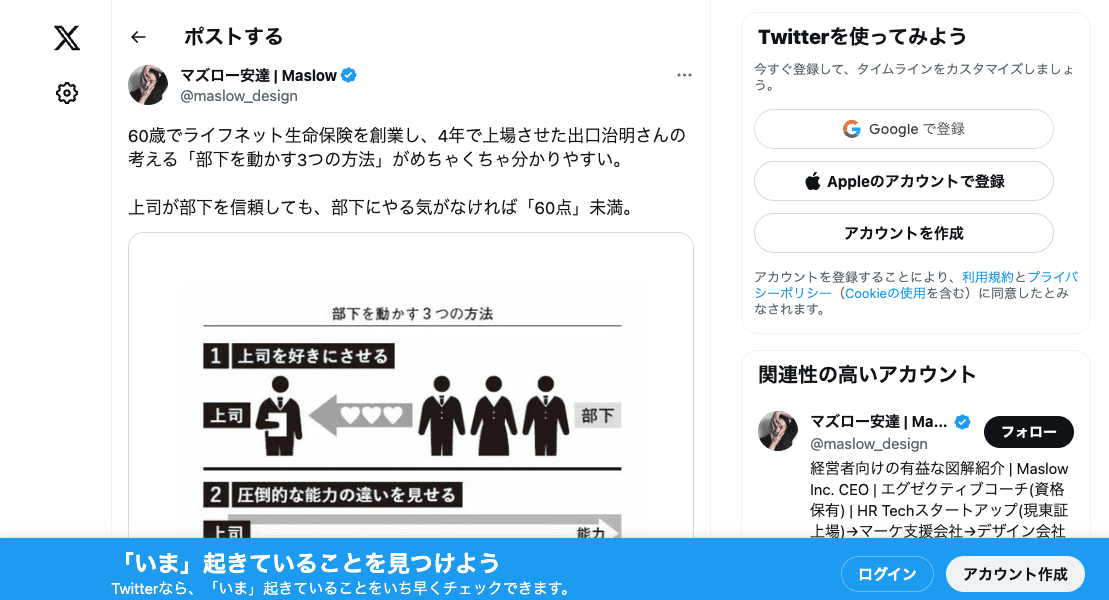 ポストする
マズロー安達 | Maslow
@maslow_design
60歳でライフネット生命保険を創業し、4年で上場させた出口治明さんの
考える「部下を動かす3つの方法」がめちゃくちゃ分かりやすい。
上司が部下を信頼しても、部下にやる気がなければ「60点」未満。
部下を動かす3つの方法
1 上司を好きにさせる
上司
部下
2 圧倒的な能力の違いを見せる
上司
能力
Twitterを使ってみよう
今すぐ登録して、タイムラインをカスタマイズしましょ
う。
Google で登録
Appleのアカウントで登録
アカウントを作成
アカウントを登録することにより、利用規約とプライバ
シーポリシー（Cookieの使用を含む）に同意したとみ
なされます。
関連性の高いアカウント
マズロー安達 | Ma...
@maslow_design
フォロー
経営者向けの有益な図解紹介 | Maslow
Inc. CEO | エグゼクティブコーチ(資格
保有) | HR Techスタートアップ(現東証
上場)→マーケ支援会社→デザイン会社
「いま」起きていることを見つけよう
Twitterなら、「いま」起きていることをいち早くチェックできます。
ログイン
アカウント作成